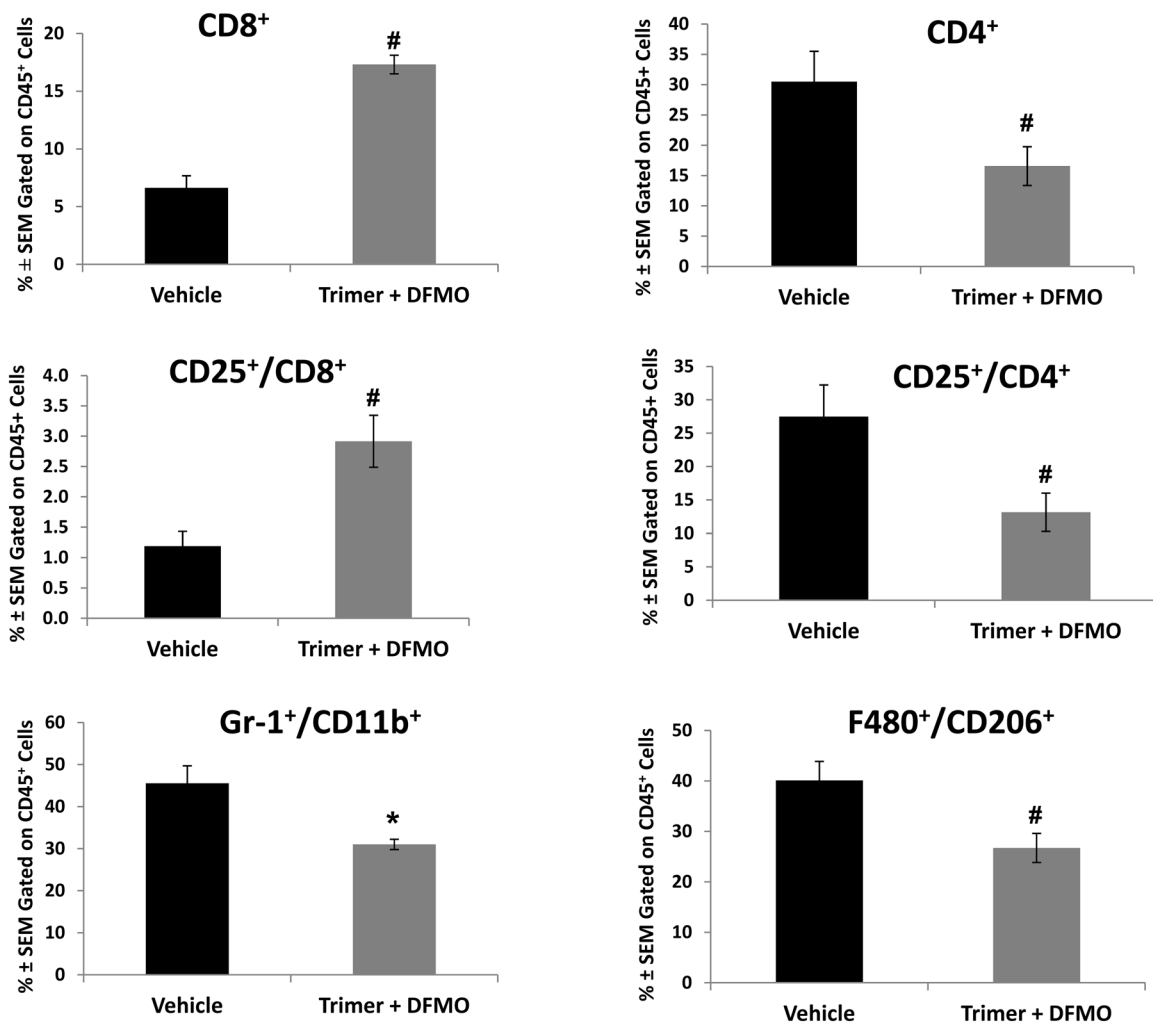 CD8⁺
% ± SEM Gated on CD45⁺ Cells
20
15
10
5
0
#
Vehicle
Trimer + DFMO
CD4⁺
% ± SEM Gated on CD45+ Cells
40
35
30
25
20
15
10
5
0
#
Vehicle
Trimer + DFMO
CD25⁺/CD8⁺
% ± SEM Gated on CD45+ Cells
4.0
3.5
3.0
2.5
2.0
1.5
1.0
0.5
0.0
#
Vehicle
Trimer + DFMO
CD25⁺/CD4⁺
% ± SEM Gated on CD45+ Cells
35
30
25
20
15
10
5
0
#
Vehicle
Trimer + DFMO
Gr-1⁺/CD11b⁺
% ± SEM Gated on CD45⁺ Cells
60
50
40
30
20
10
0
*
Vehicle
Trimer + DFMO
F480⁺/CD206⁺
% ± SEM Gated on CD45⁺ Cells
50
40
30
20
10
0
#
Vehicle
Trimer + DFMO